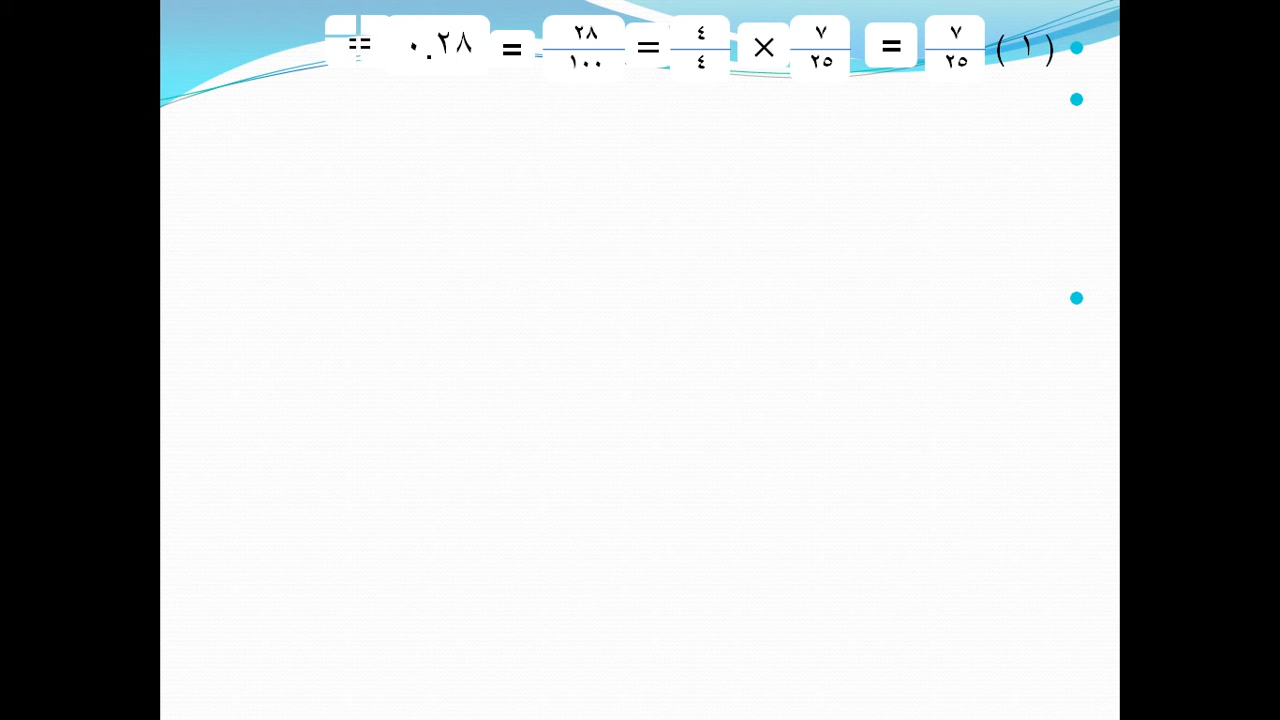 ( ١ ) ٧/٢٥ = ٧/٢٥ × ٤/٤ = ٢٨/١٠٠ = ٠.٢٨ =